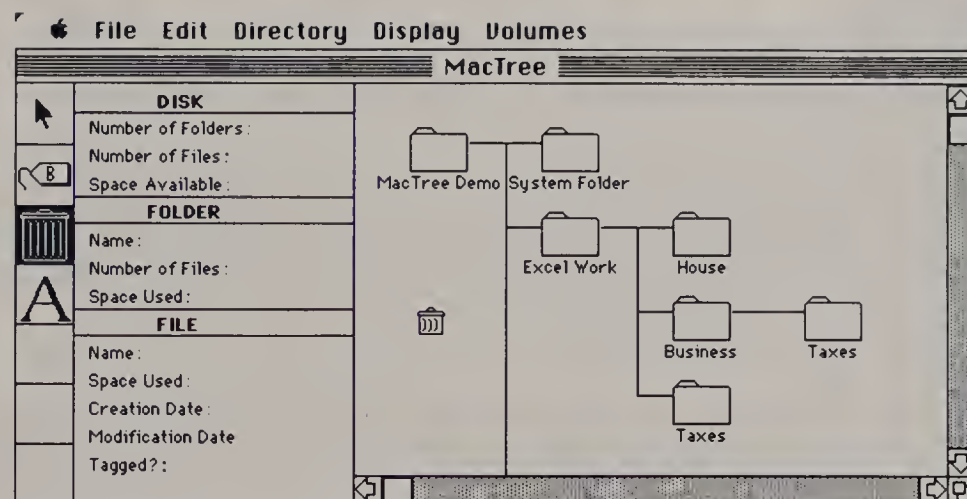 File Edit Directory Display Volumes
MacTree
DISK
Number of Folders:
Number of Files:
Space Available:
FOLDER
Name:
Number of Files:
Space Used:
FILE
Name:
Space Used:
Creation Date:
Modification Date
Tagged?:
B
A
MacTree Demo System Folder
Excel Work House
Business Taxes
Taxes